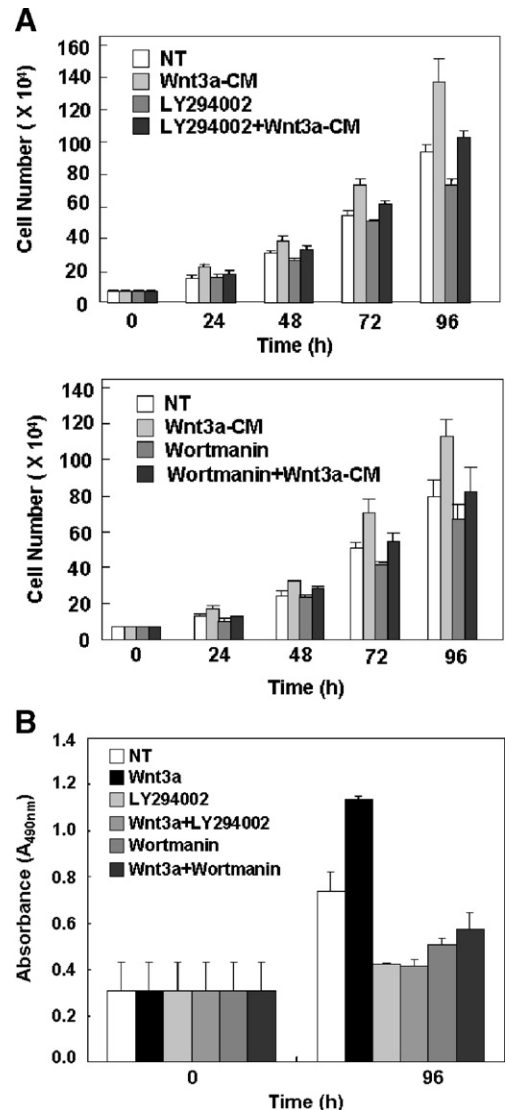 A
160
140
120
100
80
60
40
20
0
Cell Number ( X 10⁴)
NT
Wnt3a-CM
LY294002
LY294002+Wnt3a-CM
0 24 48 72 96
Time (h)
140
120
100
80
60
40
20
0
Cell Number ( X 10⁴)
NT
Wnt3a-CM
Wortmanin
Wortmanin+Wnt3a-CM
0 24 48 72 96
Time (h)
B
1.4
1.2
1.0
0.8
0.6
0.4
0.2
0.0
Absorbance (A490nm)
NT
Wnt3a
LY294002
Wnt3a+LY294002
Wortmanin
Wnt3a+Wortmanin
0 96
Time (h)